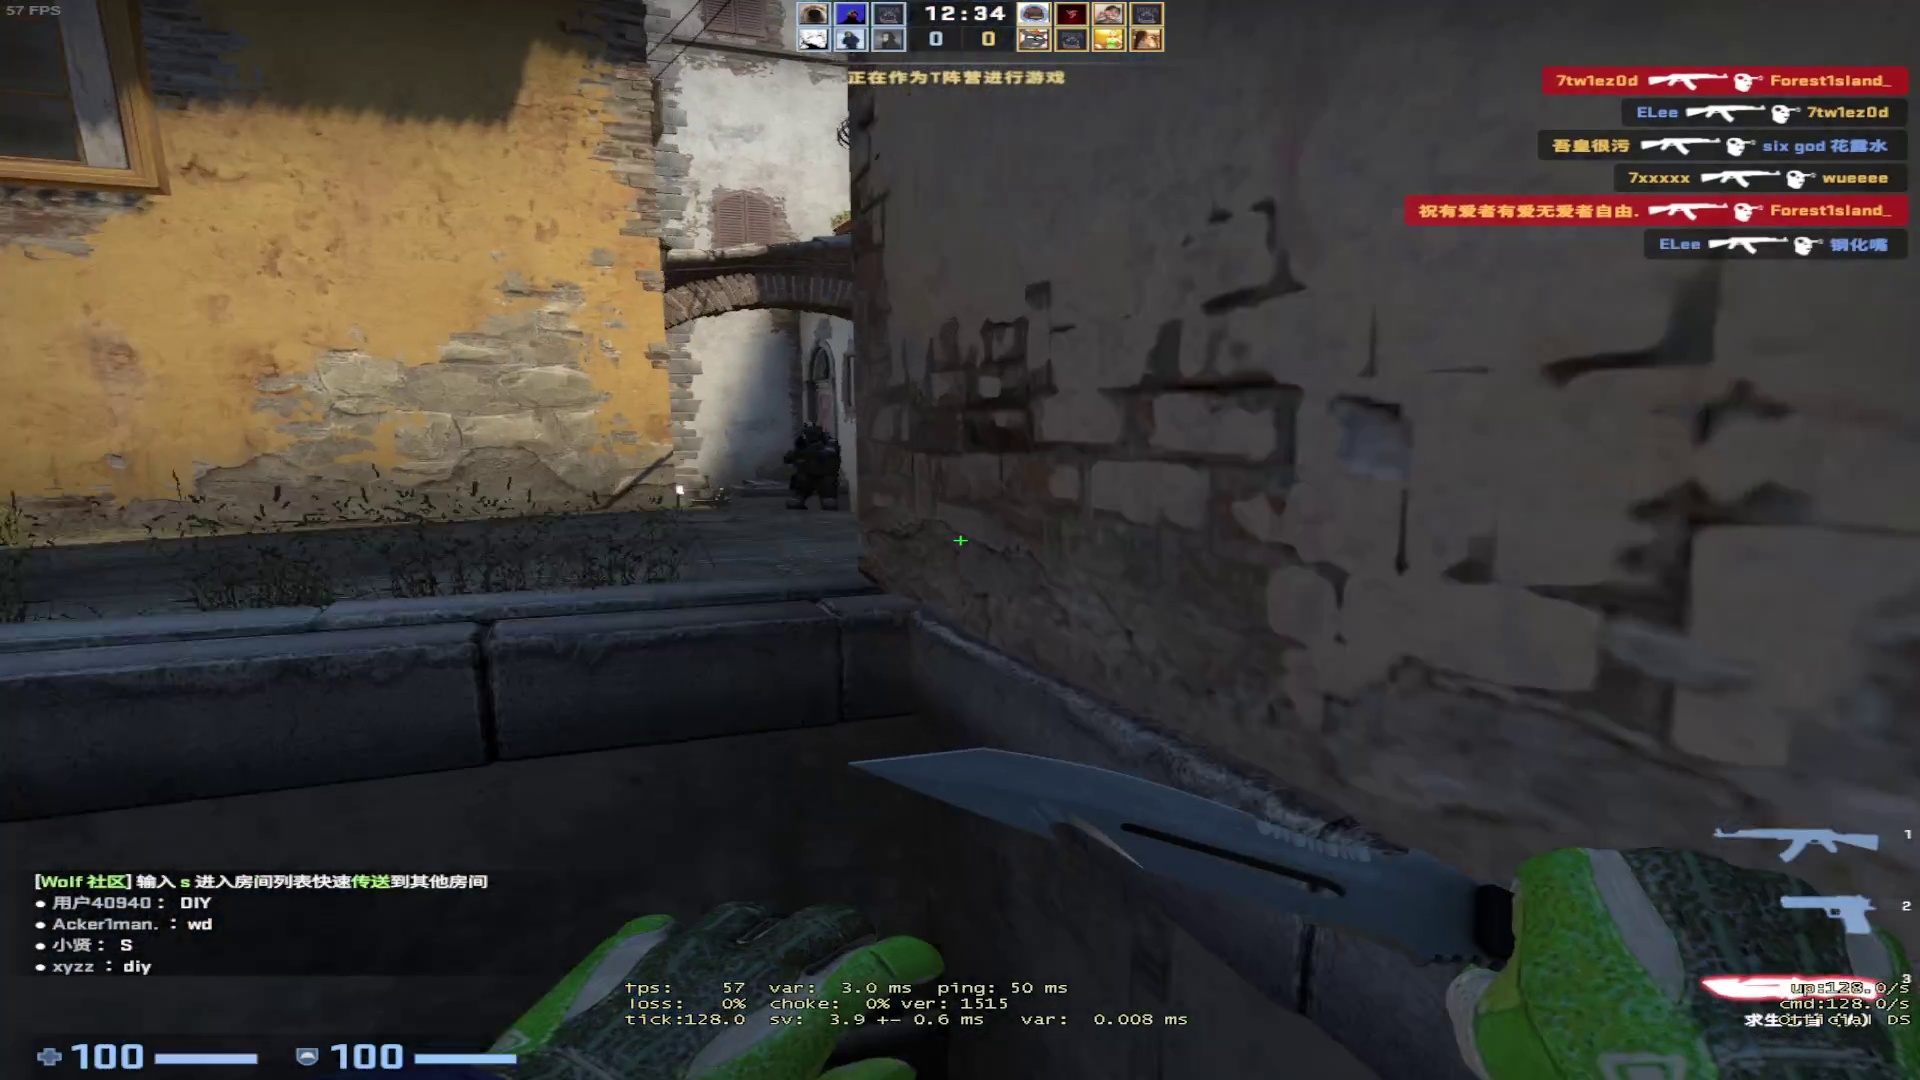 57 FPS
12:34
0 0
正在作为T阵营进行游戏
7tw1ez0d Forest1sland_
ELee 7tw1ez0d
吾皇很污 six god 花露水
7xxxxx wueeee
祝有爱者有爱无爱者自由. Forest1sland_
ELee 钢化嘴
[Wolf 社区] 输入 s 进入房间列表快速传送到其他房间
● 用户40940： DIY
● Acker1man. ：wd
● 小贤： S
● xyzz ：diy
1
2
3
fps: 57 var: 3.0 ms ping: 50 ms
loss: 0% choke: 0% ver: 1515
tick:128.0 sv: 3.9 +- 0.6 ms var: 0.008 ms
up:128.0/s
cmd:128.0/s
求生
DS
100 100